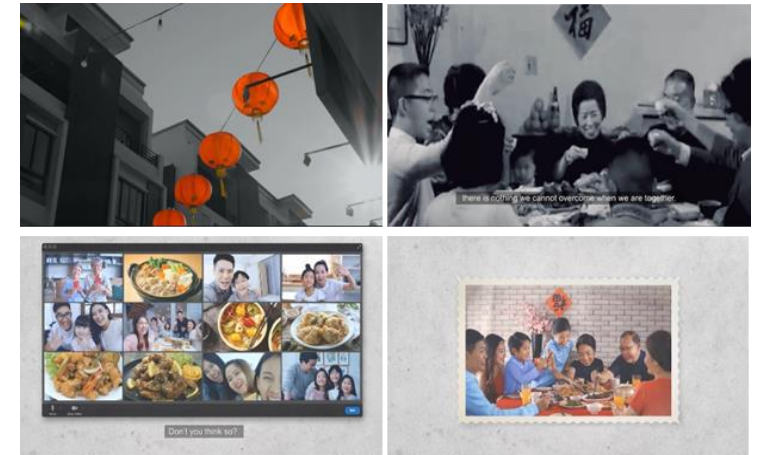 福
there is nothing we cannot overcome when we are together.
Don't you think so?